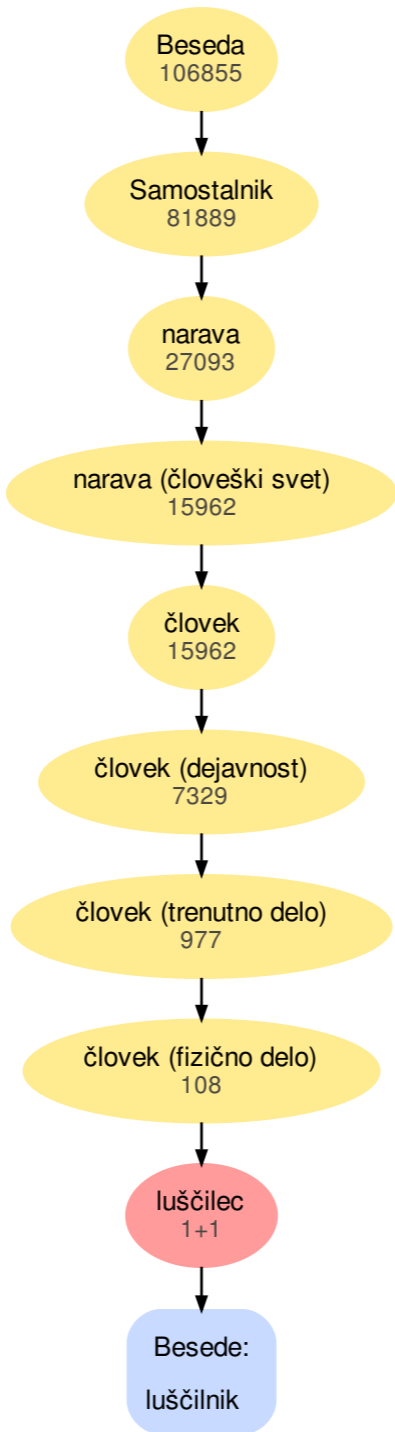 Beseda
106855
Samostalnik
81889
narava
27093
narava (človeški svet)
15962
človek
15962
človek (dejavnost)
7329
človek (trenutno delo)
977
človek (fizično delo)
108
luščilec
1+1
Besede:
luščilnik